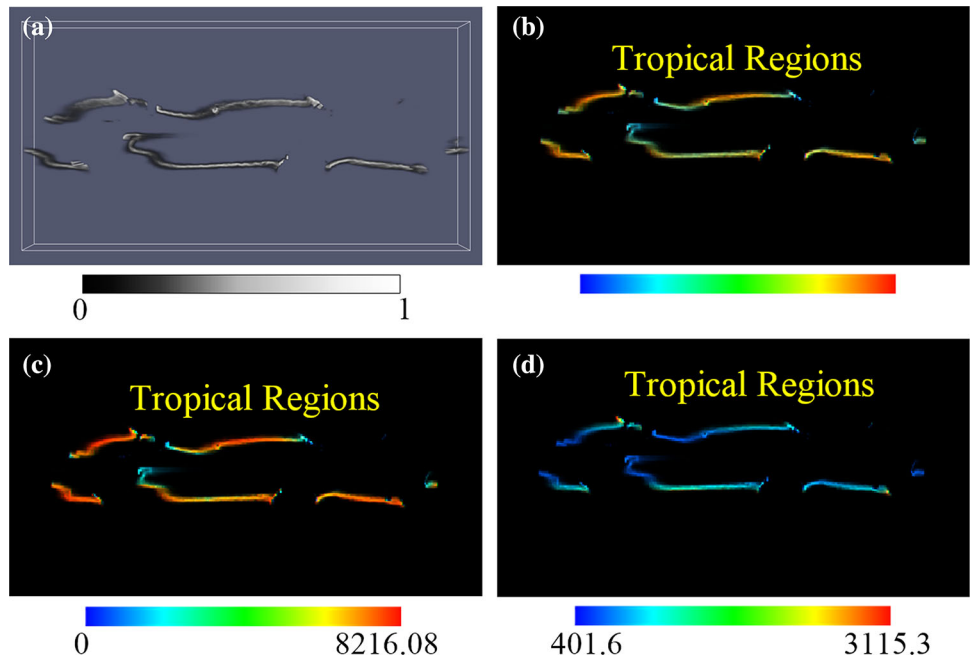 (a)
(b)
Tropical Regions
0 1
(c)
(d)
Tropical Regions
Tropical Regions
0 8216.08
401.6 3115.3